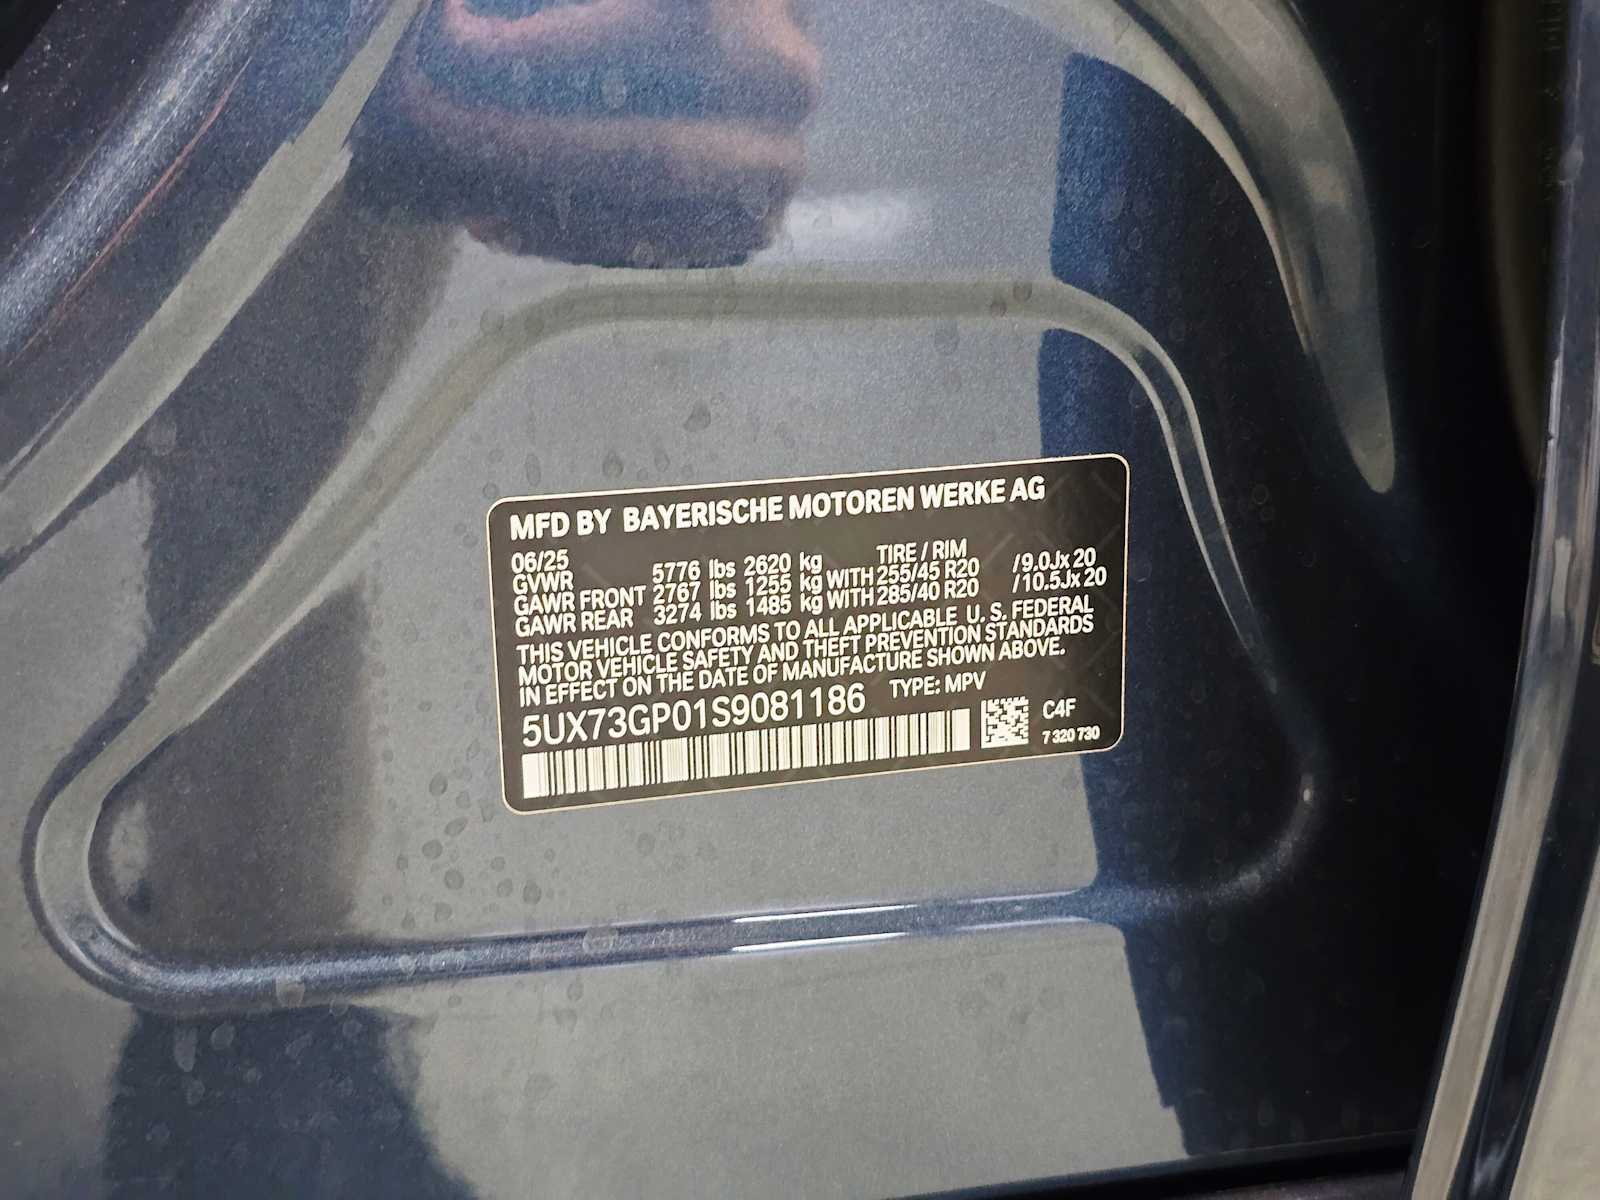 MFD BY BAYERISCHE MOTOREN WERKE AG
06/25 TIRE / RIM
GVWR 5776 lbs 2620 kg
GAWR FRONT 2767 lbs 1255 kg WITH 255/45 R20 /9.0Jx 20
GAWR REAR 3274 lbs 1485 kg WITH 285/40 R20 /10.5Jx 20
THIS VEHICLE CONFORMS TO ALL APPLICABLE U. S. FEDERAL
MOTOR VEHICLE SAFETY AND THEFT PREVENTION STANDARDS
IN EFFECT ON THE DATE OF MANUFACTURE SHOWN ABOVE.
5UX73GP01S9081186 TYPE: MPV
C4F
7 320 730